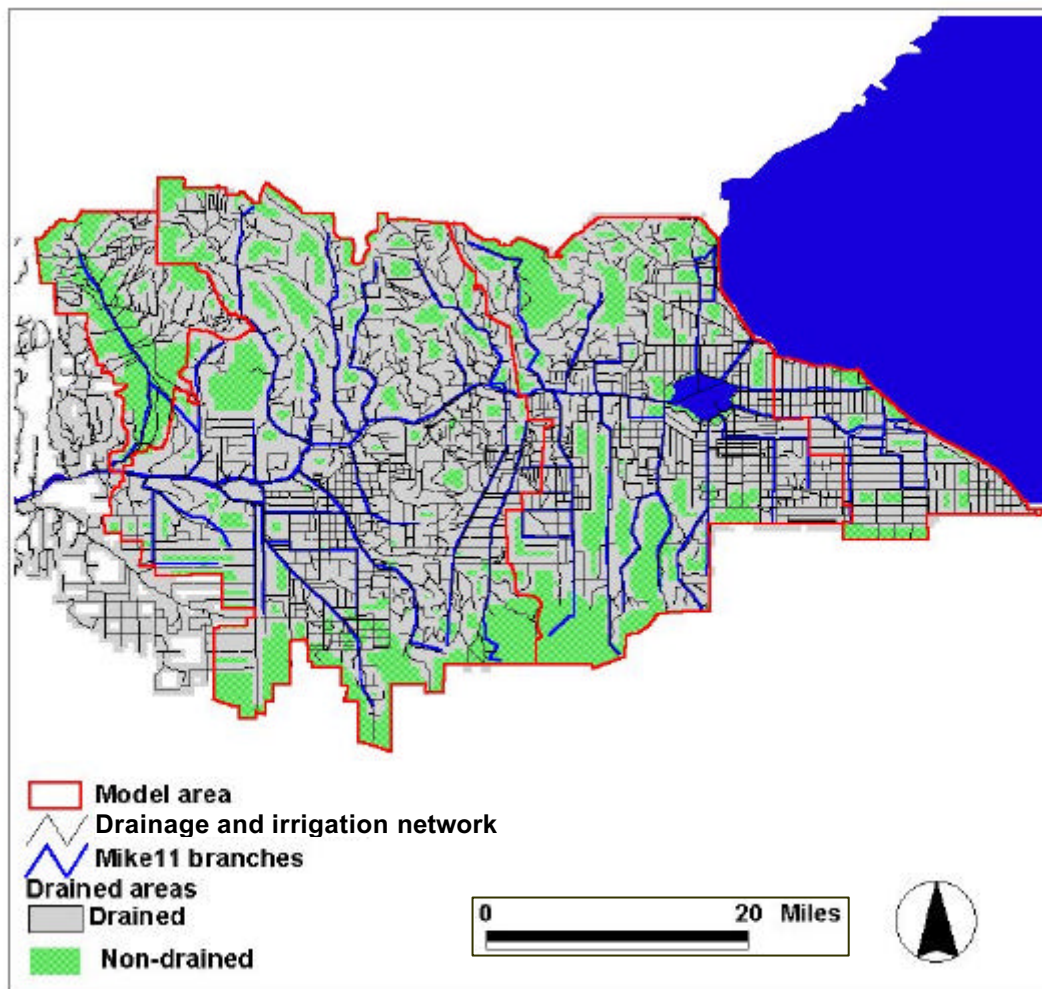 Model area
Drainage and irrigation network
Mike11 branches
Drained areas
Drained
Non-drained
0 20 Miles